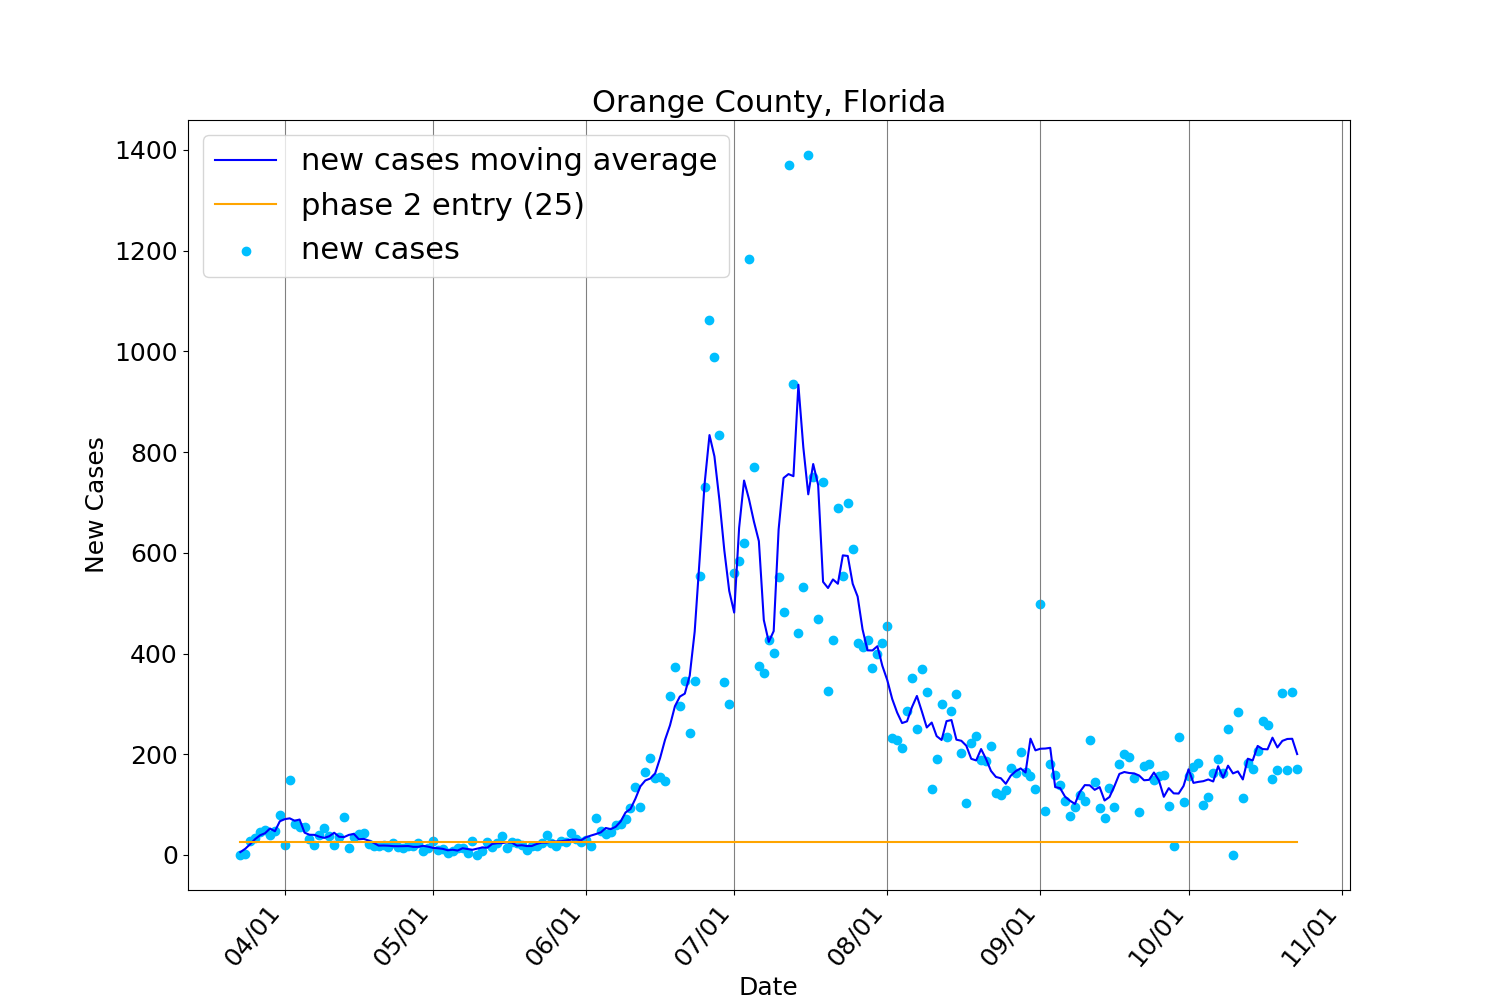 Orange County, Florida
new cases moving average
phase 2 entry (25)
new cases
New Cases
1400
1200
1000
800
600
400
200
0
04/01
05/01
06/01
07/01
08/01
09/01
10/01
11/01
Date